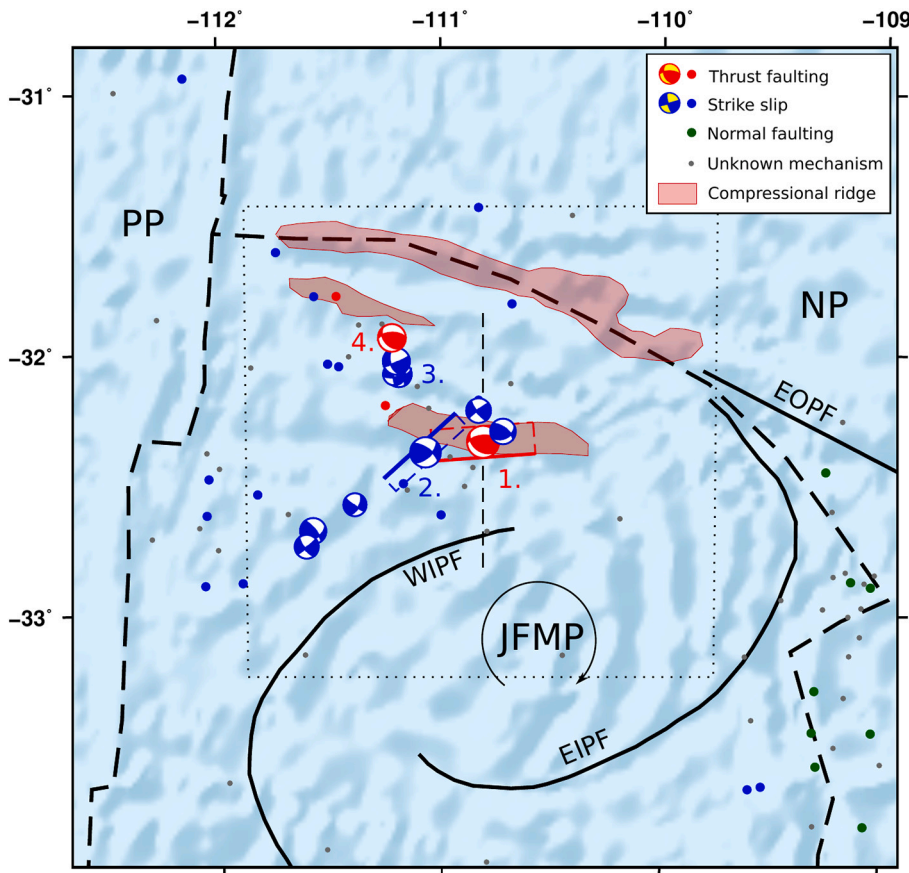 −112° −111° −110° −109
−31°
−32°
−33°
Thrust faulting
Strike slip
Normal faulting
Unknown mechanism
Compressional ridge
PP
NP
4.
3.
EOPF
1.
2.
WIPF
JFMP
EIPF